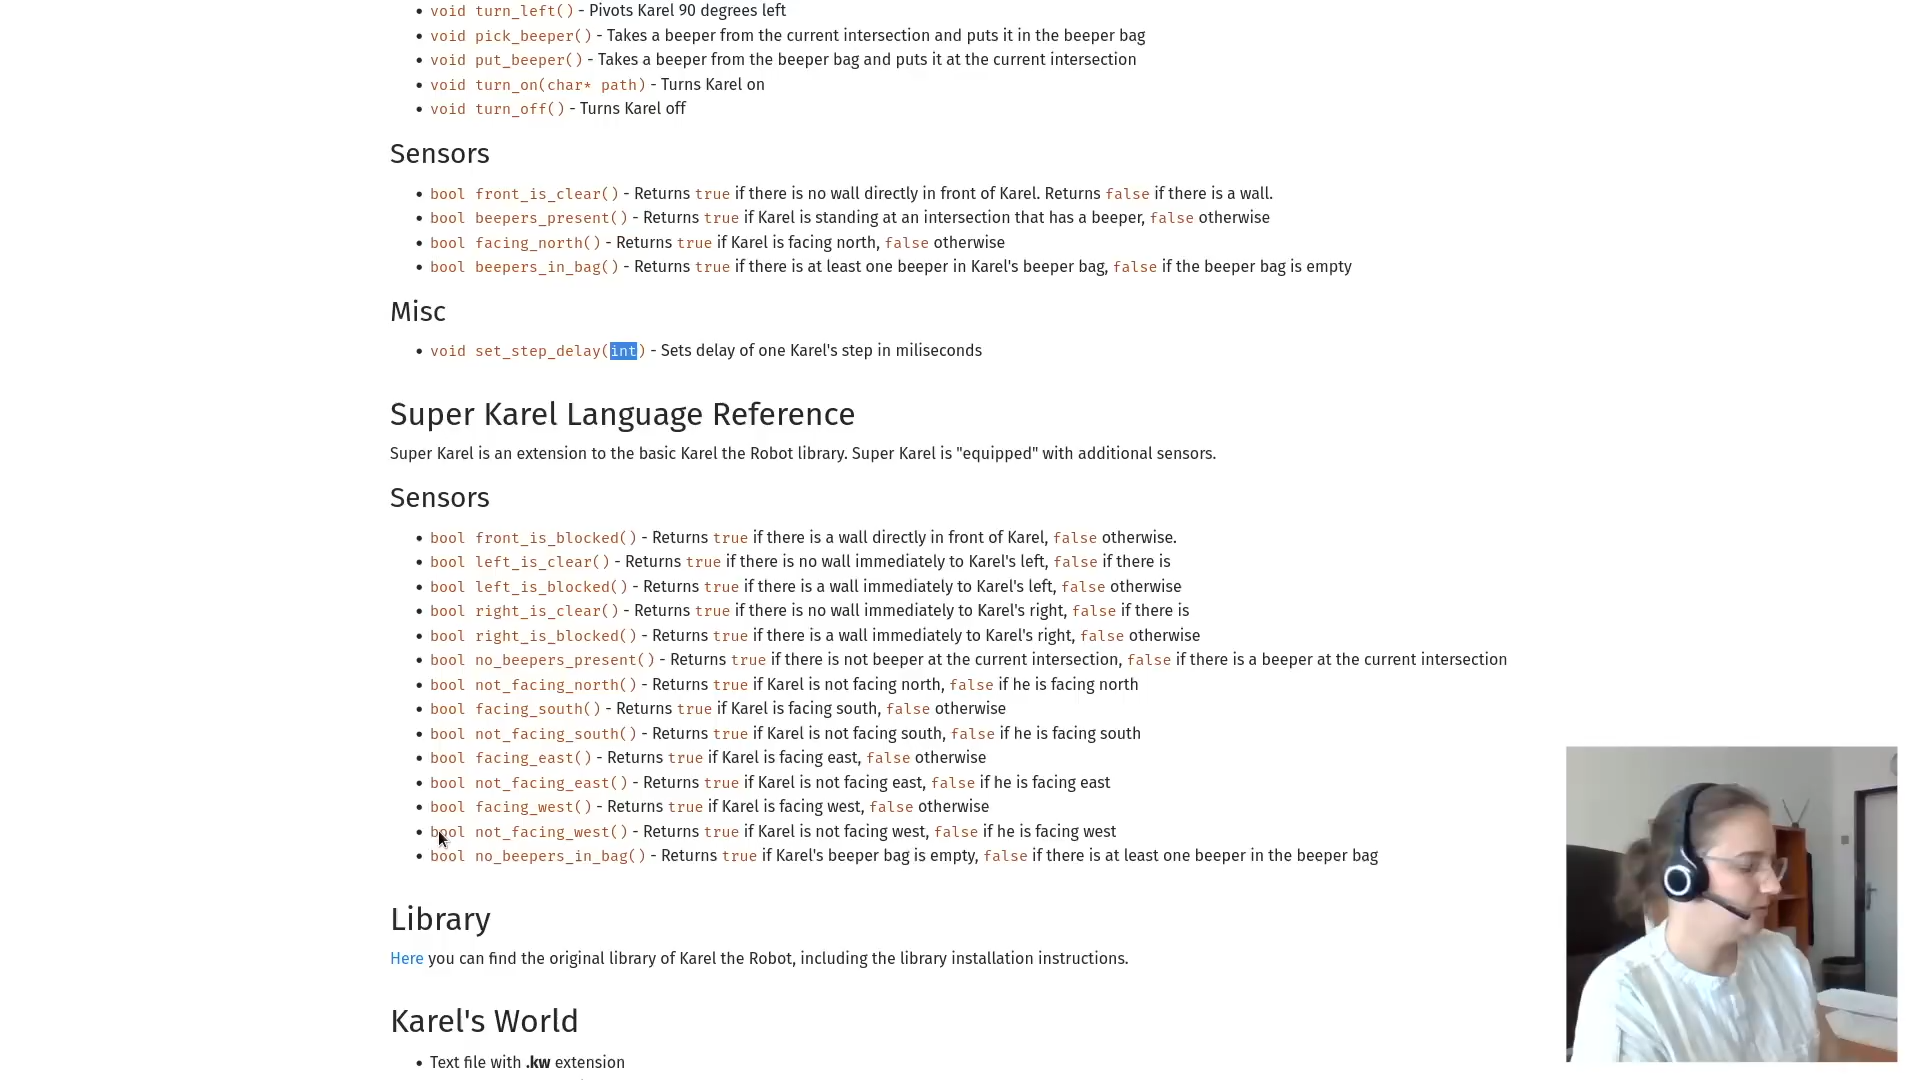 void turn_left() - Pivots Karel 90 degrees left
void pick_beeper() - Takes a beeper from the current intersection and puts it in the beeper bag
void put_beeper() - Takes a beeper from the beeper bag and puts it at the current intersection
void turn_on(char* path) - Turns Karel on
void turn_off() - Turns Karel off
Sensors
bool front_is_clear() - Returns true if there is no wall directly in front of Karel. Returns false if there is a wall.
bool beepers_present() - Returns true if Karel is standing at an intersection that has a beeper, false otherwise
bool facing_north() - Returns true if Karel is facing north, false otherwise
bool beepers_in_bag() - Returns true if there is at least one beeper in Karel's beeper bag, false if the beeper bag is empty
Misc
void set_step_delay(int) - Sets delay of one Karel's step in miliseconds
Super Karel Language Reference
Super Karel is an extension to the basic Karel the Robot library. Super Karel is "equipped" with additional sensors.
Sensors
bool front_is_blocked() - Returns true if there is a wall directly in front of Karel, false otherwise.
bool left_is_clear() - Returns true if there is no wall immediately to Karel's left, false if there is
bool left_is_blocked() - Returns true if there is a wall immediately to Karel's left, false otherwise
bool right_is_clear() - Returns true if there is no wall immediately to Karel's right, false if there is
bool right_is_blocked() - Returns true if there is a wall immediately to Karel's right, false otherwise
bool no_beepers_present() - Returns true if there is not beeper at the current intersection, false if there is a beeper at the current intersection
bool not_facing_north() - Returns true if Karel is not facing north, false if he is facing north
bool facing_south() - Returns true if Karel is facing south, false otherwise
bool not_facing_south() - Returns true if Karel is not facing south, false if he is facing south
bool facing_east() - Returns true if Karel is facing east, false otherwise
bool not_facing_east() - Returns true if Karel is not facing east, false if he is facing east
bool facing_west() - Returns true if Karel is facing west, false otherwise
bool not_facing_west() - Returns true if Karel is not facing west, false if he is facing west
bool no_beepers_in_bag() - Returns true if Karel's beeper bag is empty, false if there is at least one beeper in the beeper bag
Library
Here you can find the original library of Karel the Robot, including the library installation instructions.
Karel's World
Text file with .kw extension